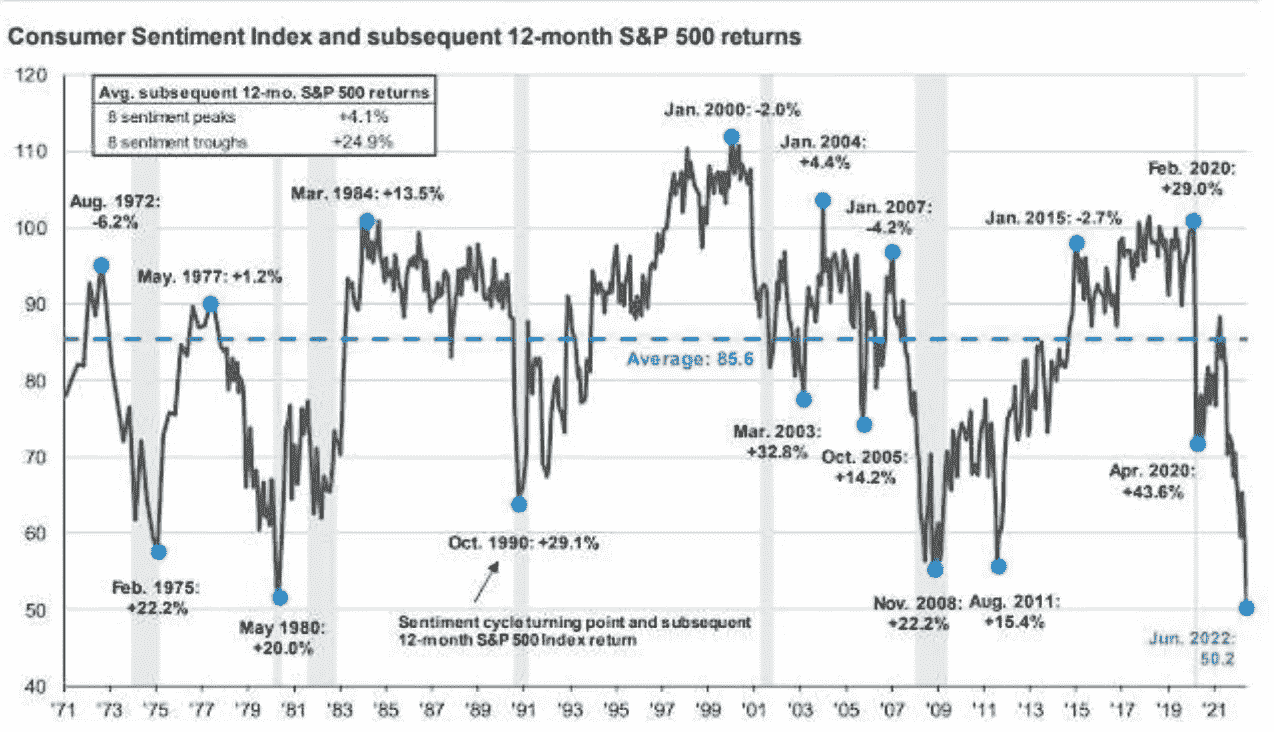 Consumer Sentiment Index and subsequent 12-month S&P 500 returns
120
110
100
90
80
70
60
50
40
Avg. subsequent 12-mo. S&P 500 returns
8 sentiment peaks +4.1%
8 sentiment troughs +24.9%
Aug. 1972:
-6.2%
May. 1977: +1.2%
Mar. 1984: +13.5%
Jan. 2000: -2.0%
Jan. 2004:
+4.4%
Jan. 2007:
-4.2%
Jan. 2015: -2.7%
Feb. 2020:
+29.0%
Average: 85.6
Feb. 1975:
+22.2%
May 1980:
+20.0%
Oct. 1990: +29.1%
Sentiment cycle turning point and subsequent
12-month S&P 500 Index return
Mar. 2003:
+32.8%
Oct. 2005:
+14.2%
Nov. 2008:
+22.2%
Aug. 2011:
+15.4%
Apr. 2020:
+43.6%
Jun. 2022:
50.2
'71 '73 '75 '77 '79 '81 '83 '85 '87 '89 '91 '93 '95 '97 '99 '01 '03 '05 '07 '09 '11 '13 '15 '17 '19 '21